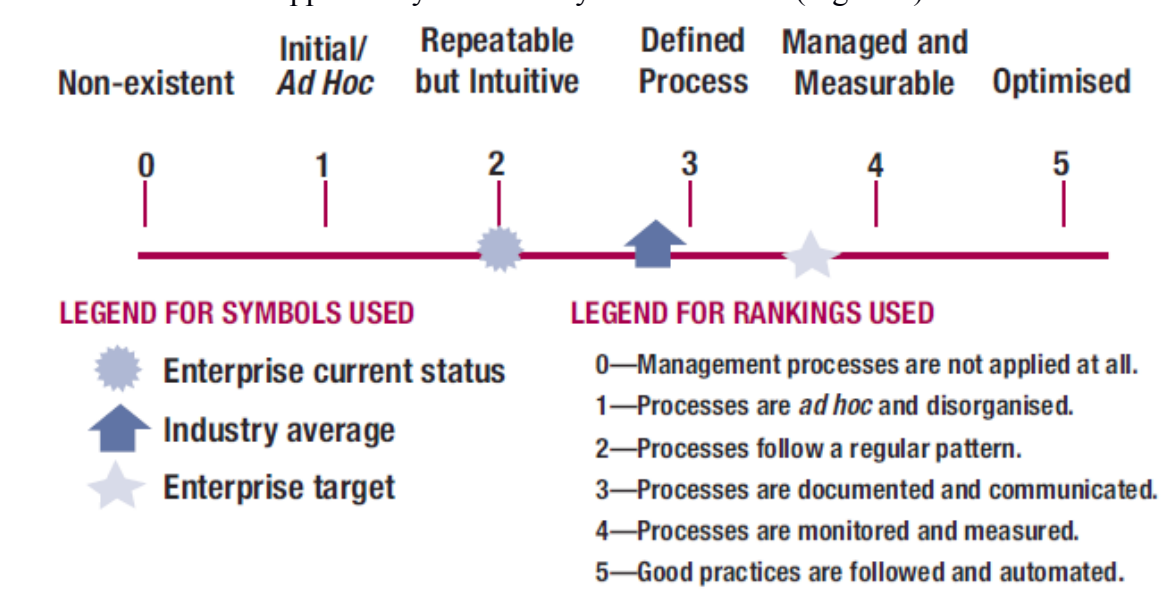 Non-existent
Initial/
Ad Hoc
Repeatable
but Intuitive
Defined
Process
Managed and
Measurable
Optimised
0
1
2
3
4
5
LEGEND FOR SYMBOLS USED
Enterprise current status
Industry average
Enterprise target
LEGEND FOR RANKINGS USED
0—Management processes are not applied at all.
1—Processes are ad hoc and disorganised.
2—Processes follow a regular pattern.
3—Processes are documented and communicated.
4—Processes are monitored and measured.
5—Good practices are followed and automated.